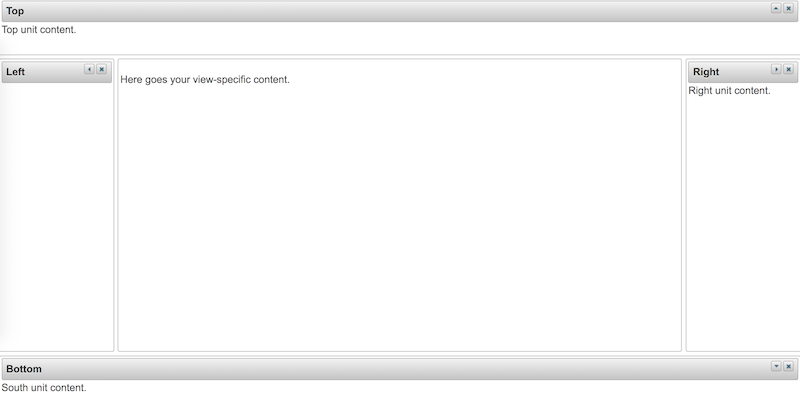 Top
Top unit content.
Left
Here goes your view-specific content.
Right
Right unit content.
Bottom
South unit content.